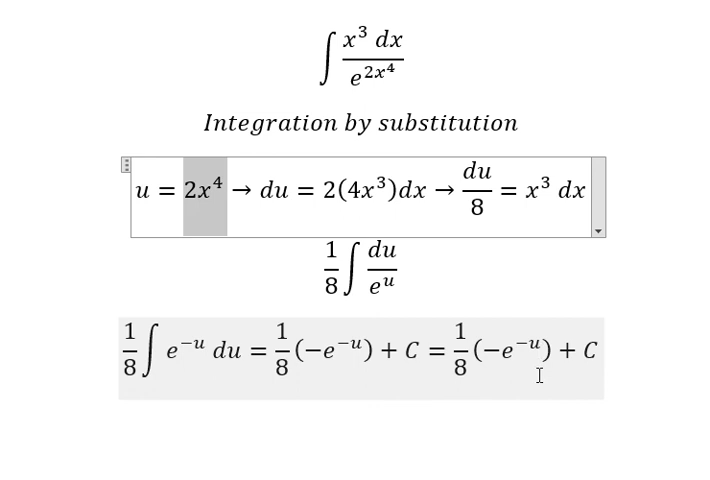 ∫ x³ dx / e^(2x⁴)
Integration by substitution
u = 2x⁴ → du = 2(4x³)dx → du/8 = x³ dx
1/8 ∫ du/e^u
1/8 ∫ e^(−u) du = 1/8 (−e^(−u)) + C = 1/8 (−e^(−u)) + C